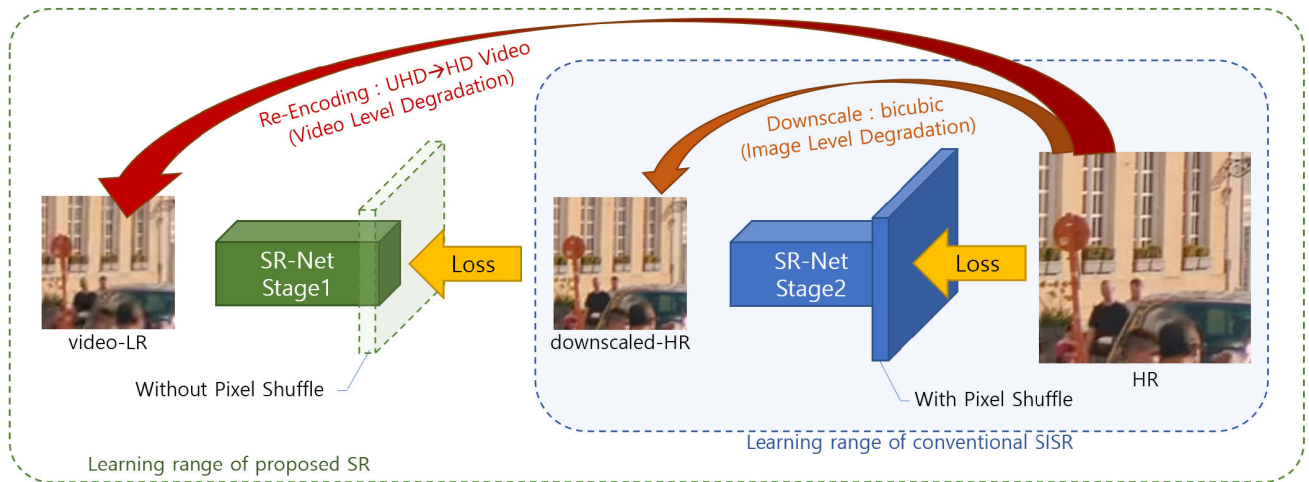 Re-Encoding : UHD→HD Video
(Video Level Degradation)
Downscale : bicubic
(Image Level Degradation)
SR-Net
Stage1
Loss
SR-Net
Stage2
Loss
video-LR
downscaled-HR
HR
Without Pixel Shuffle
With Pixel Shuffle
Learning range of conventional SISR
Learning range of proposed SR